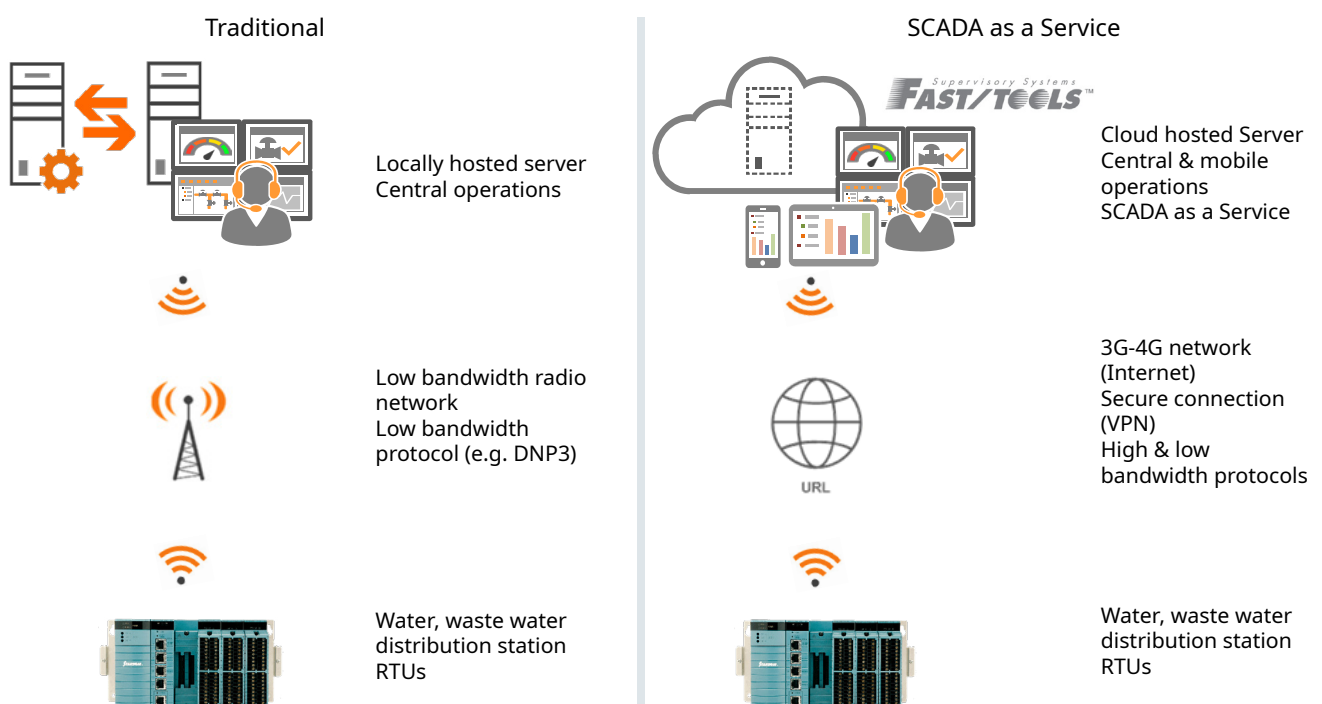 Traditional
Locally hosted server
Central operations
Low bandwidth radio
network
Low bandwidth
protocol (e.g. DNP3)
Water, waste water
distribution station
RTUs
SCADA as a Service
Supervisory Systems
FAST/TOOLS™
Cloud hosted Server
Central & mobile
operations
SCADA as a Service
3G-4G network
(Internet)
Secure connection
(VPN)
High & low
bandwidth protocols
URL
Water, waste water
distribution station
RTUs